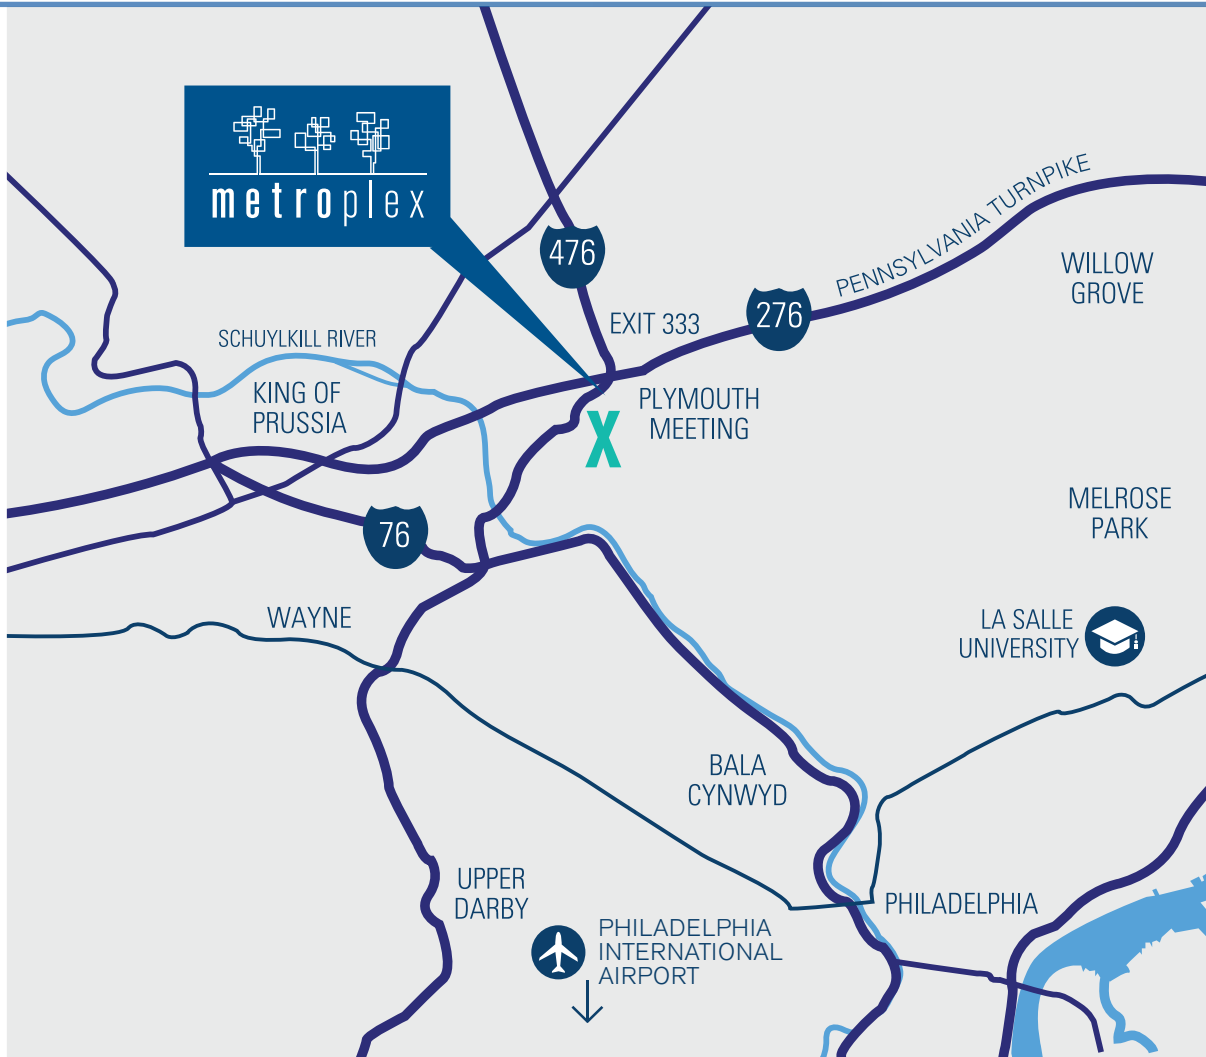 metroplex
476
PENNSYLVANIA TURNPIKE
WILLOW
GROVE
276
EXIT 333
SCHUYLKILL RIVER
KING OF
PRUSSIA
PLYMOUTH
MEETING
X
MELROSE
PARK
76
WAYNE
LA SALLE
UNIVERSITY
BALA
CYNWYD
UPPER
DARBY
PHILADELPHIA
PHILADELPHIA
INTERNATIONAL
AIRPORT